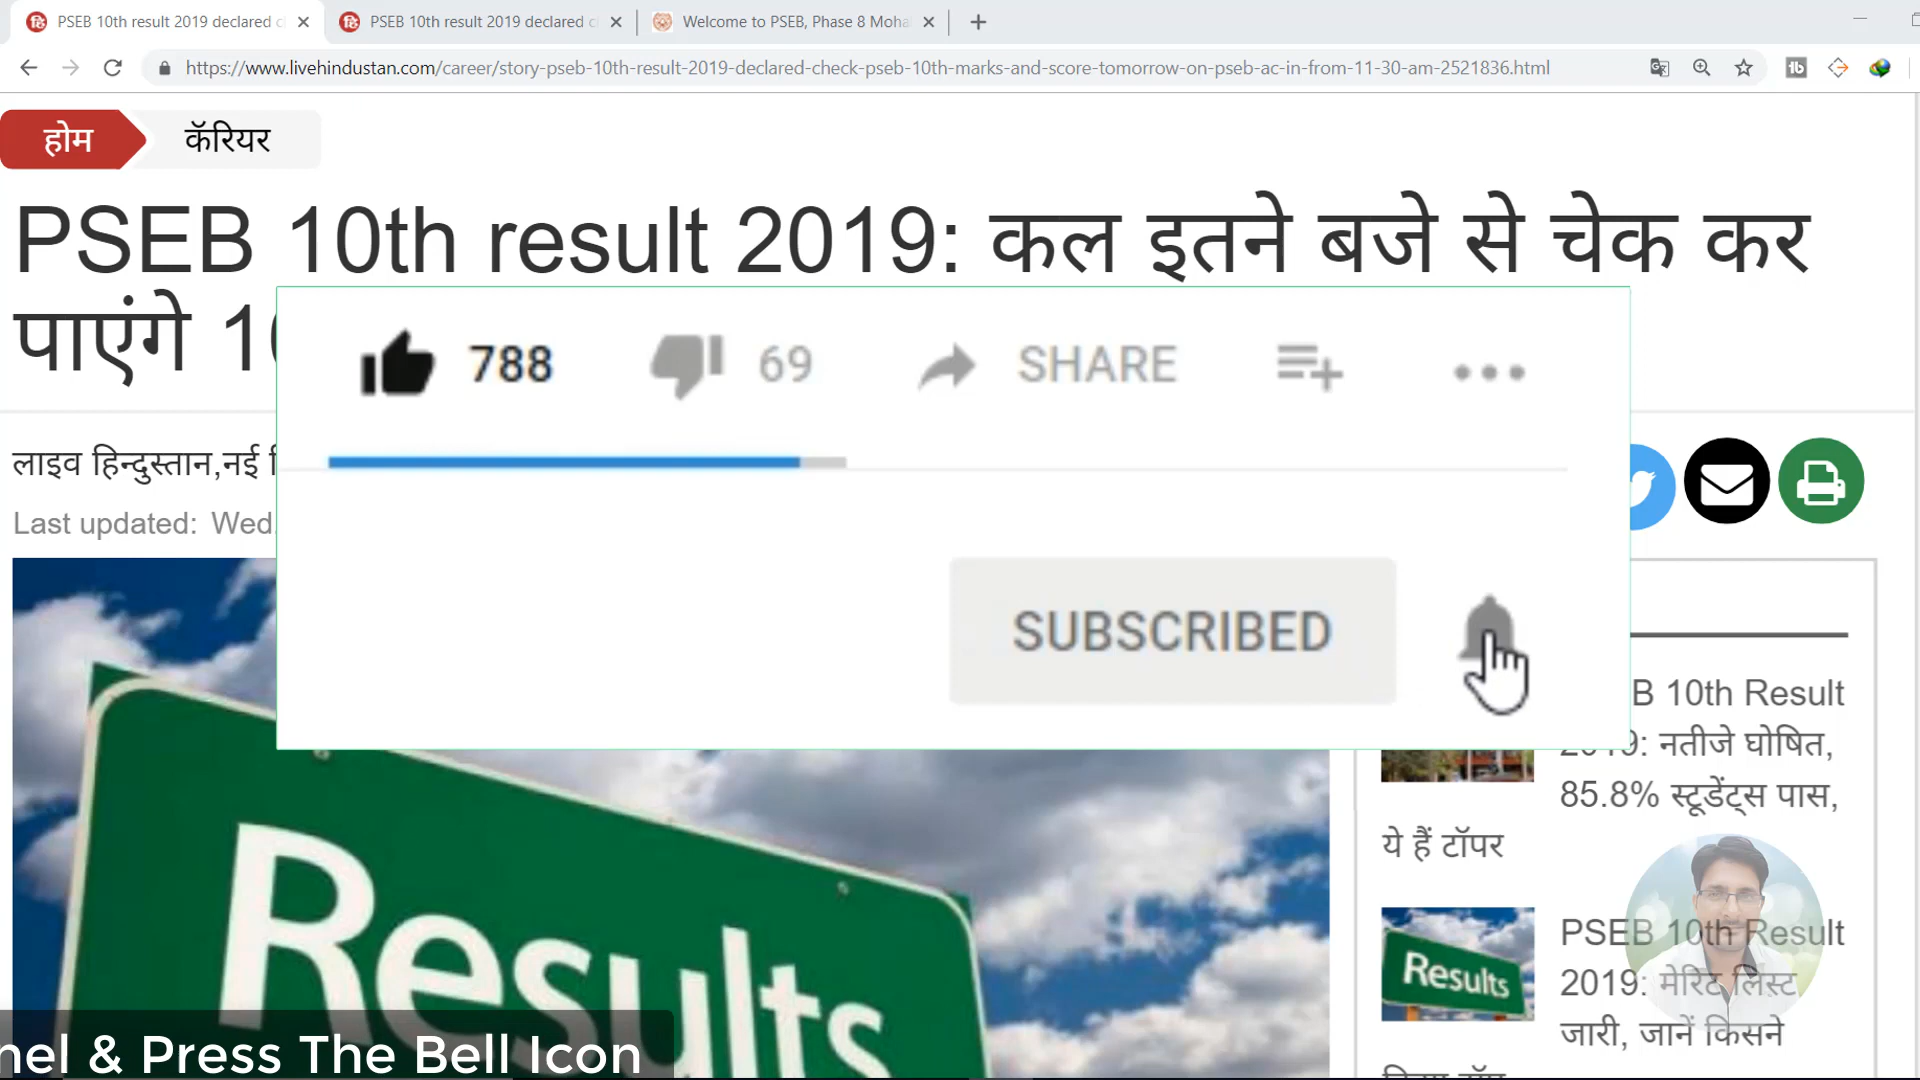 PSEB 10th result 2019 declared c
PSEB 10th result 2019 declared c
Welcome to PSEB, Phase 8 Moha
https://www.livehindustan.com/career/story-pseb-10th-result-2019-declared-check-pseb-10th-marks-and-score-tomorrow-on-pseb-ac-in-from-11-30-am-2521836.html
होम
कॅरियर
PSEB 10th result 2019: कल इतने बजे से चेक कर
पाएंगे
788
69
SHARE
लाइव हिन्दुस्तान,नई
Last updated: Wed
SUBSCRIBED
B 10th Result
2019: नतीजे घोषित,
85.8% स्टूडेंट्स पास,
ये हैं टॉपर
PSEB 10th Result
2019: मेरिट लिस्ट
जारी, जानें किसने
Results
Results
nel & Press The Bell Icon